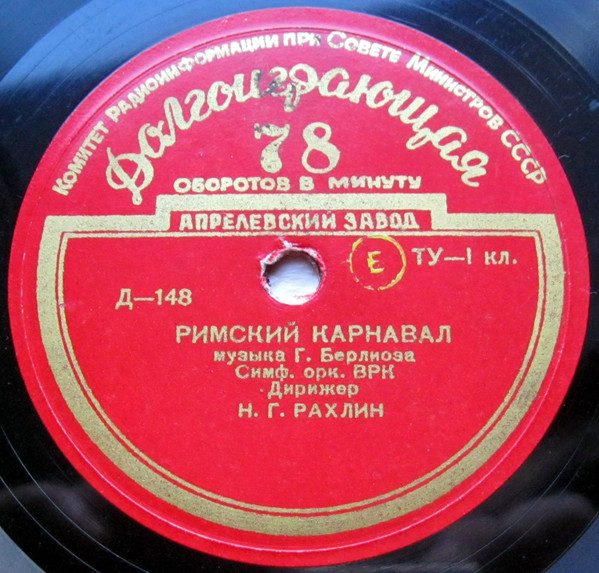 Комитет Радиоинформации при Совете Министров СССР
Долгоиграющая
78
ОБОРОТОВ В МИНУТУ
АПРЕЛЕВСКИЙ ЗАВОД
Е
ТУ—I кл.
Д—148
РИМСКИЙ КАРНАВАЛ
музыка Г. Берлиоза
Симф. орк. ВРК
Дирижер
Н. Г. РАХЛИН